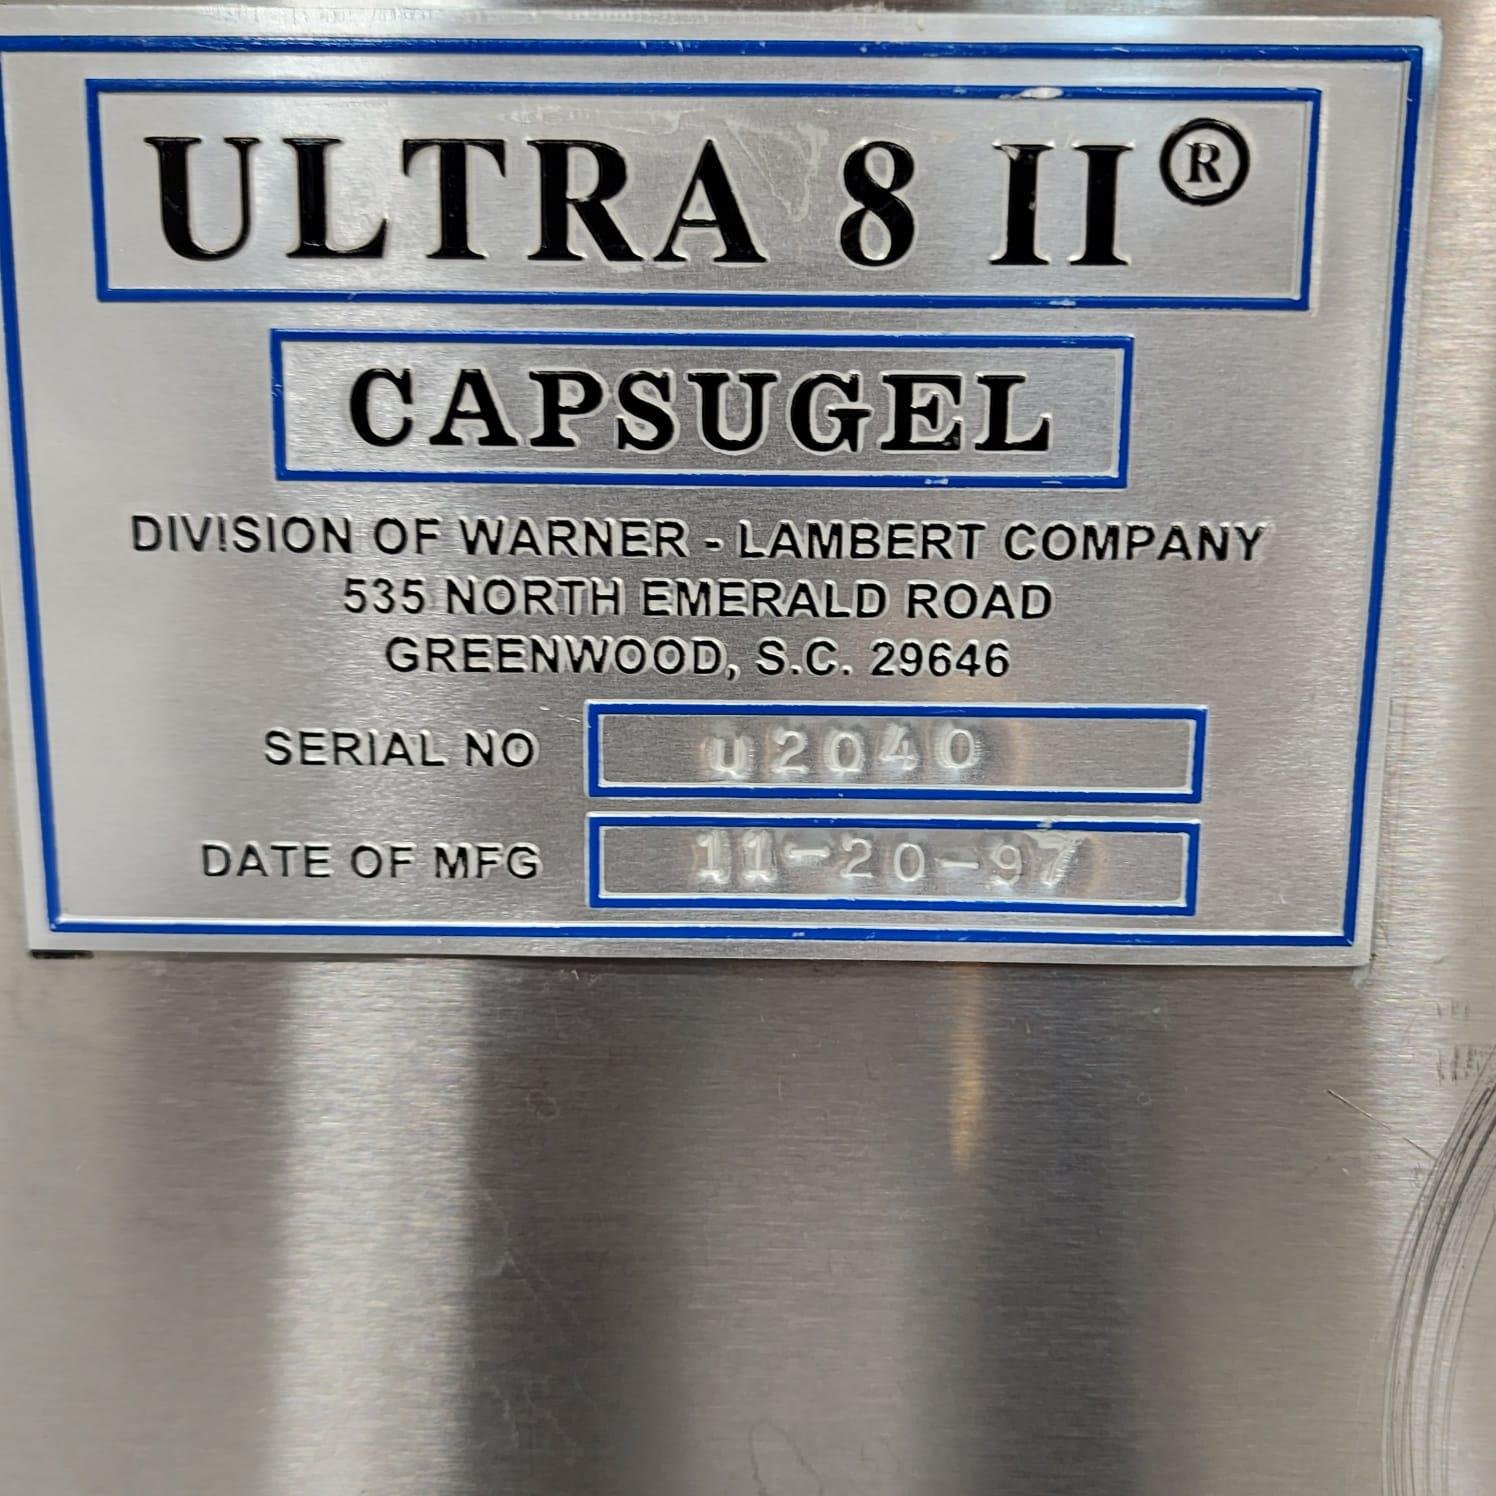 ULTRA 8 II®
CAPSUGEL
DIVISION OF WARNER - LAMBERT COMPANY
535 NORTH EMERALD ROAD
GREENWOOD, S.C. 29646
SERIAL NO u2040
DATE OF MFG 11-20-97